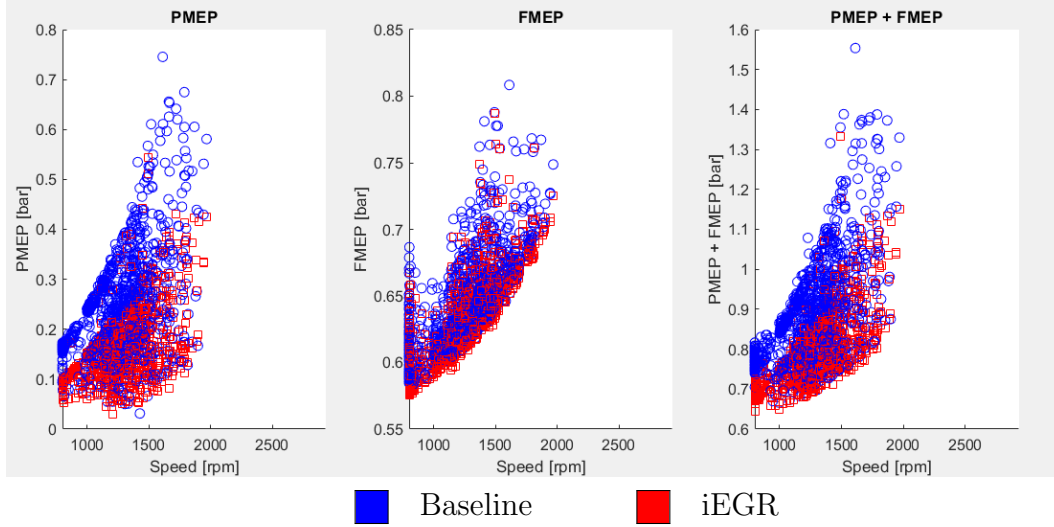 PMEP
FMEP
PMEP + FMEP
PMEP [bar]
0.8
0.7
0.6
0.5
0.4
0.3
0.2
0.1
0
1000 1500 2000 2500
Speed [rpm]
FMEP [bar]
0.85
0.8
0.75
0.7
0.65
0.6
0.55
1000 1500 2000 2500
Speed [rpm]
PMEP + FMEP [bar]
1.6
1.5
1.4
1.3
1.2
1.1
1
0.9
0.8
0.7
0.6
1000 1500 2000 2500
Speed [rpm]
Baseline
iEGR